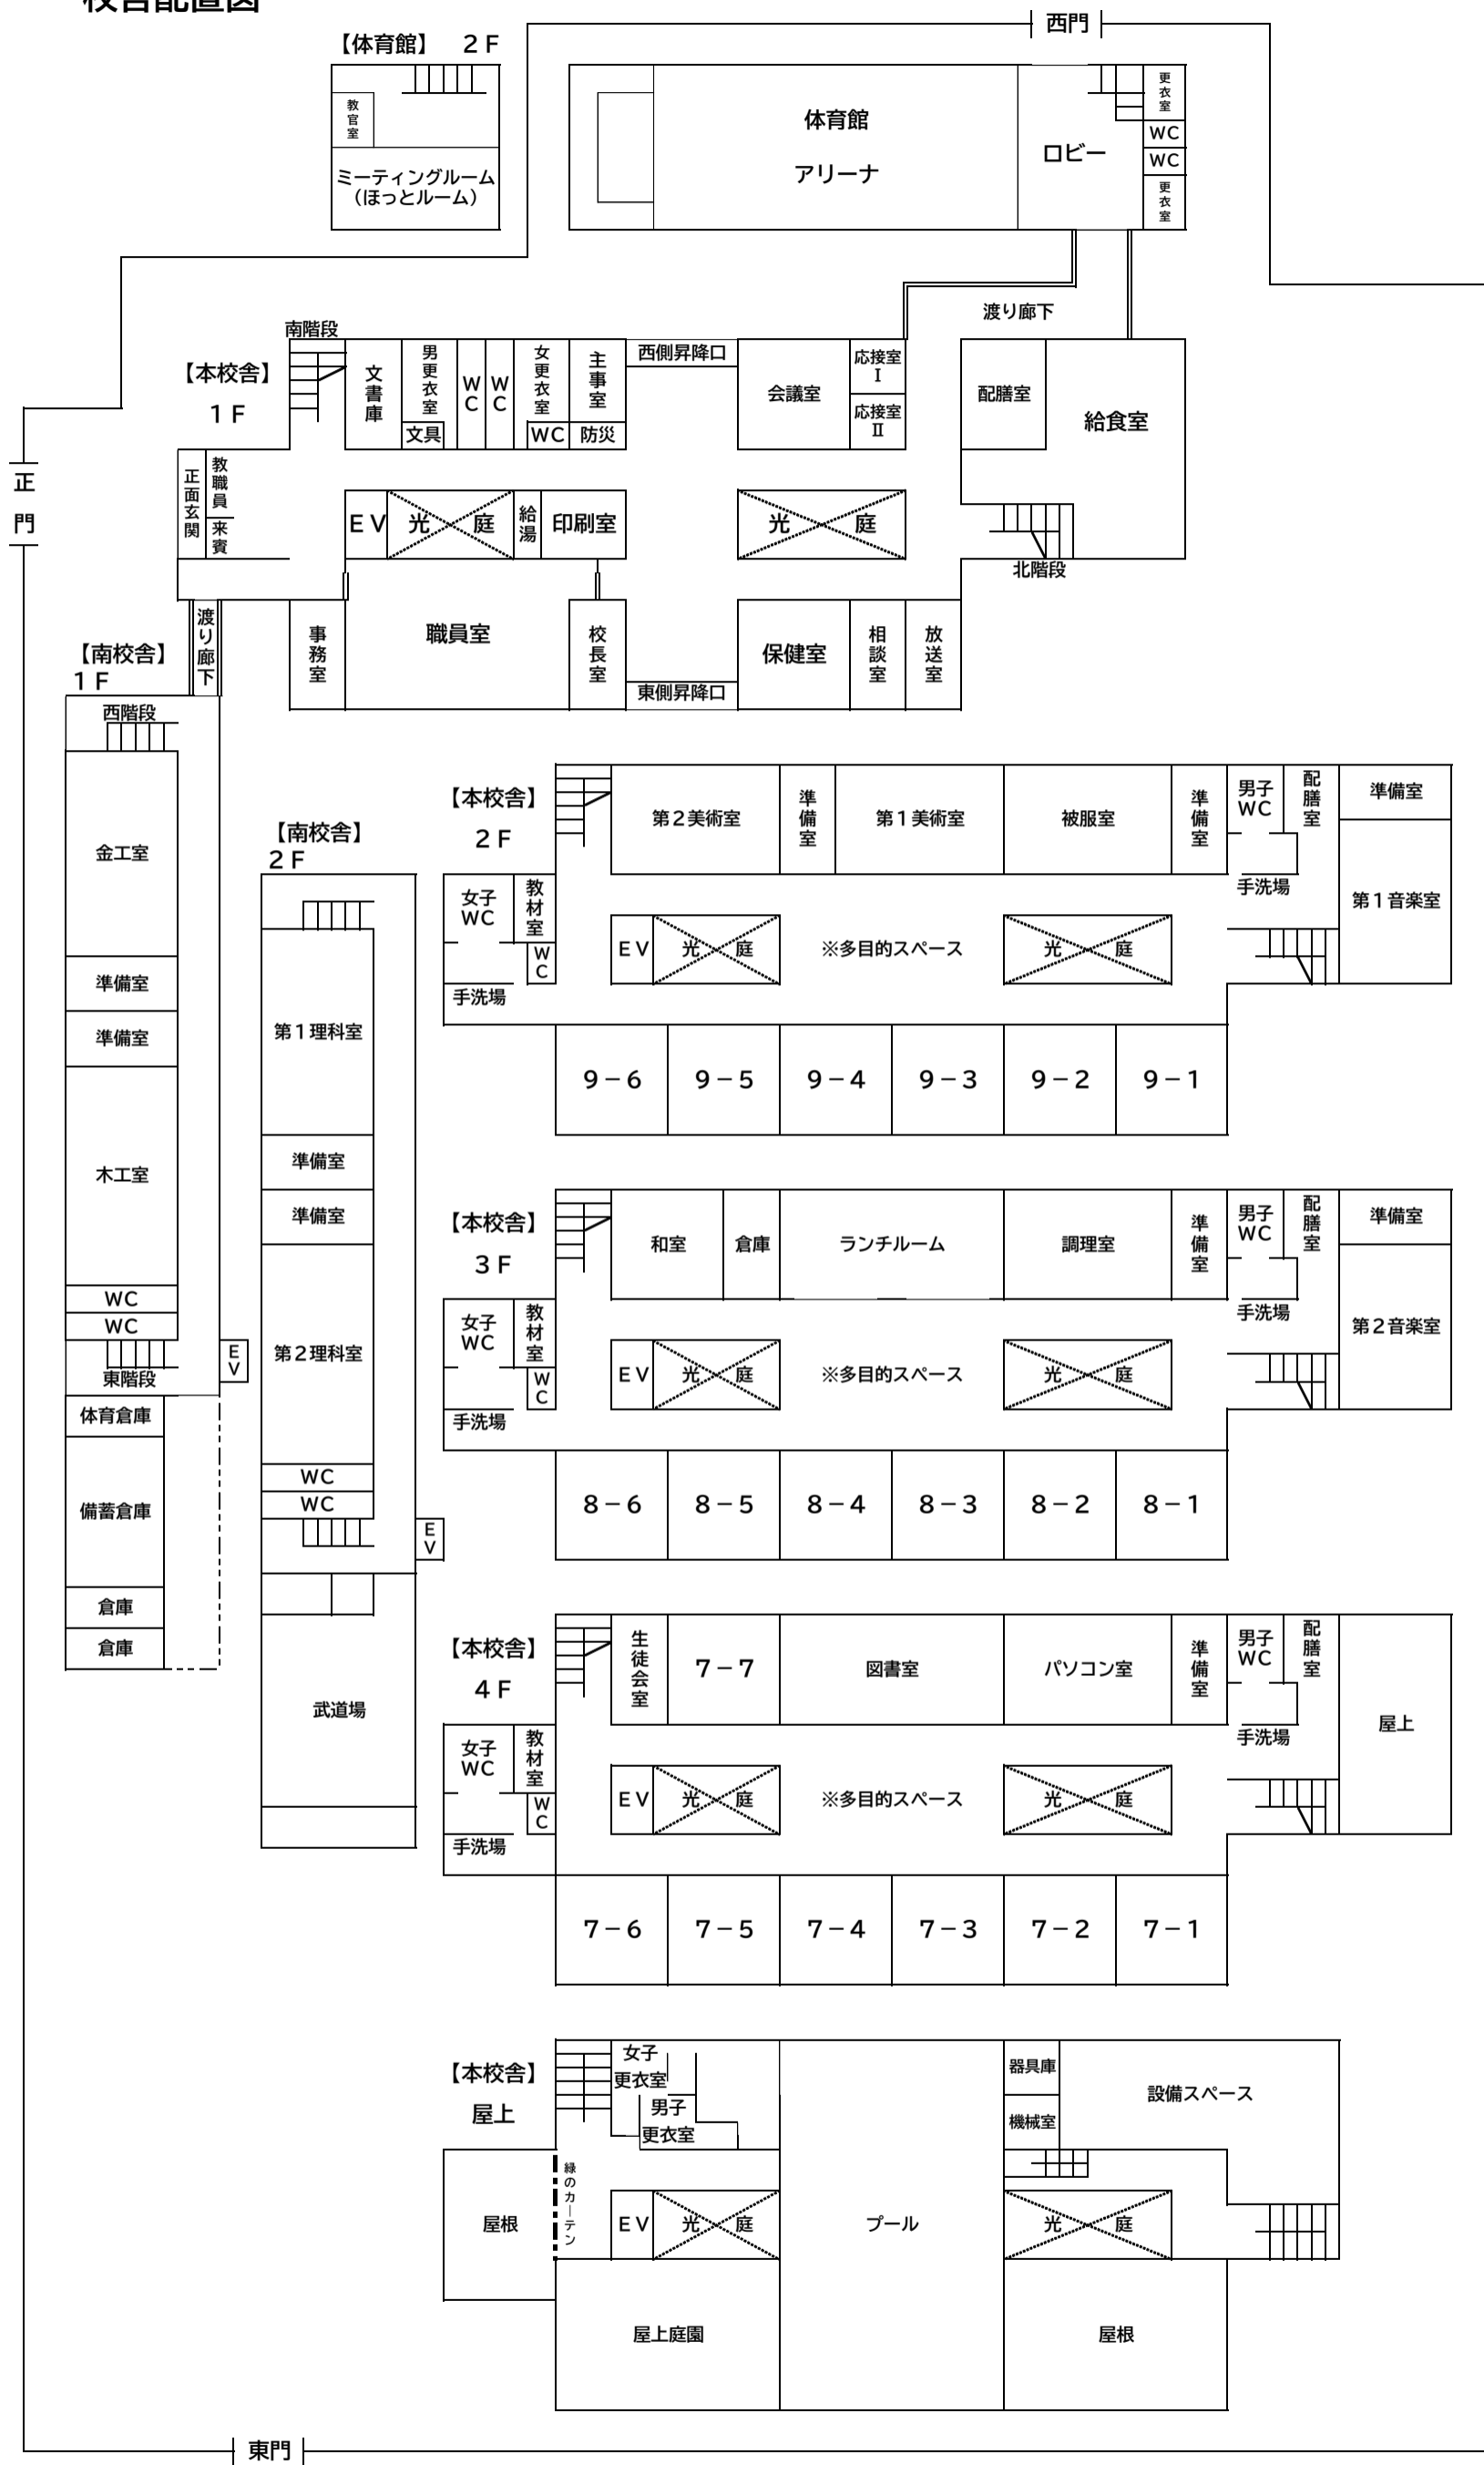 校舎配置図
西門
【体育館】　２Ｆ
教官室
ミーティングルーム
（ほっとルーム）
体育館
アリーナ
ロビー
更衣室
ＷＣ
ＷＣ
更衣室
渡り廊下
正門
【本校舎】
１Ｆ
南階段
文書庫
男更衣室
文具
ＷＣ
ＷＣ
女更衣室
ＷＣ
主事室
防災
西側昇降口
会議室
応接室Ⅰ
応接室Ⅱ
配膳室
給食室
正面玄関
教職員
来賓
ＥＶ
光庭
給湯
印刷室
光庭
北階段
渡り廊下
事務室
職員室
校長室
東側昇降口
保健室
相談室
放送室
【南校舎】
１Ｆ
西階段
金工室
準備室
準備室
木工室
ＷＣ
ＷＣ
東階段
ＥＶ
体育倉庫
備蓄倉庫
倉庫
倉庫
【南校舎】
２Ｆ
第１理科室
準備室
準備室
第２理科室
ＷＣ
ＷＣ
ＥＶ
武道場
【本校舎】
２Ｆ
第２美術室
準備室
第１美術室
被服室
準備室
男子
ＷＣ
配膳室
準備室
手洗場
第１音楽室
女子
ＷＣ
教材室
ＷＣ
手洗場
ＥＶ
光庭
※多目的スペース
光庭
９－６
９－５
９－４
９－３
９－２
９－１
【本校舎】
３Ｆ
和室
倉庫
ランチルーム
調理室
準備室
男子
ＷＣ
配膳室
準備室
手洗場
第２音楽室
女子
ＷＣ
教材室
ＷＣ
手洗場
ＥＶ
光庭
※多目的スペース
光庭
８－６
８－５
８－４
８－３
８－２
８－１
【本校舎】
４Ｆ
生徒会室
７－７
図書室
パソコン室
準備室
男子
ＷＣ
配膳室
手洗場
屋上
女子
ＷＣ
教材室
ＷＣ
手洗場
ＥＶ
光庭
※多目的スペース
光庭
７－６
７－５
７－４
７－３
７－２
７－１
【本校舎】
屋上
女子
更衣室
男子
更衣室
器具庫
機械室
設備スペース
屋根
緑のカーテン
ＥＶ
光庭
プール
光庭
屋上庭園
屋根
東門